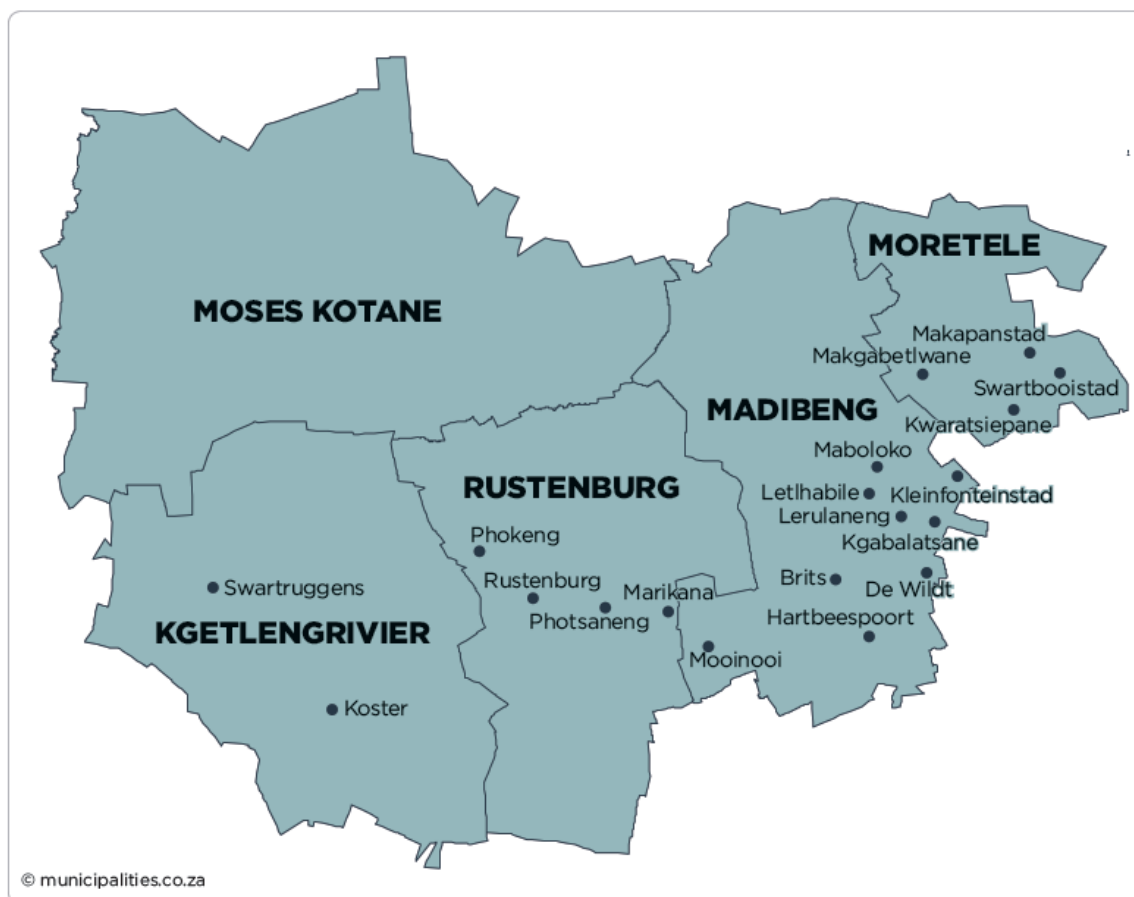 MORETELE
MOSES KOTANE
Makapanstad
Makgabetlwane
Swartbooistad
MADIBENG
Kwaratsiepane
Maboloko
RUSTENBURG
Letlhabile
Kleinfonteinstad
Lerulaneng
Phokeng
Kgabalatsane
Rustenburg
Brits
Swartruggens
Marikana
De Wildt
Photsaneng
Hartbeespoort
KGETLENGRIVIER
Mooinooi
Koster
© municipalities.co.za